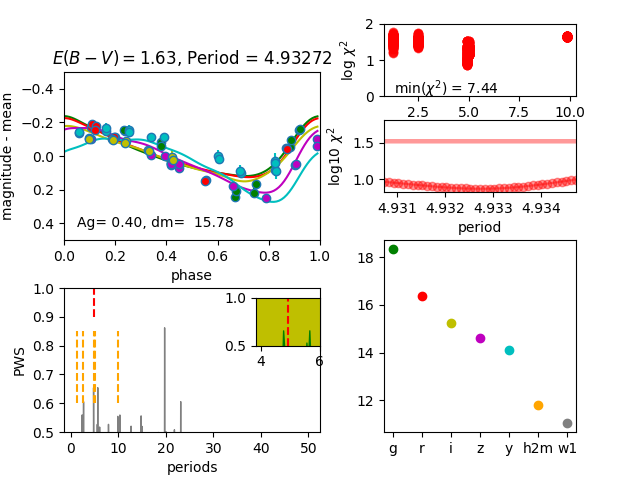 E(B − V) = 1.63, Period = 4.93272
magnitude - mean
−0.4
−0.2
0.0
0.2
0.4
Ag= 0.40, dm=  15.78
0.0 0.2 0.4 0.6 0.8 1.0
phase
log χ²
2
1
0
min(χ²) = 7.44
2.5 5.0 7.5 10.0
log10 χ²
1.5
1.0
4.931 4.932 4.933 4.934
period
PWS
1.0
0.9
0.8
0.7
0.6
0.5
1.0
0.5
4 6
0 10 20 30 40 50
periods
18
16
14
12
g r i z y h2m w1